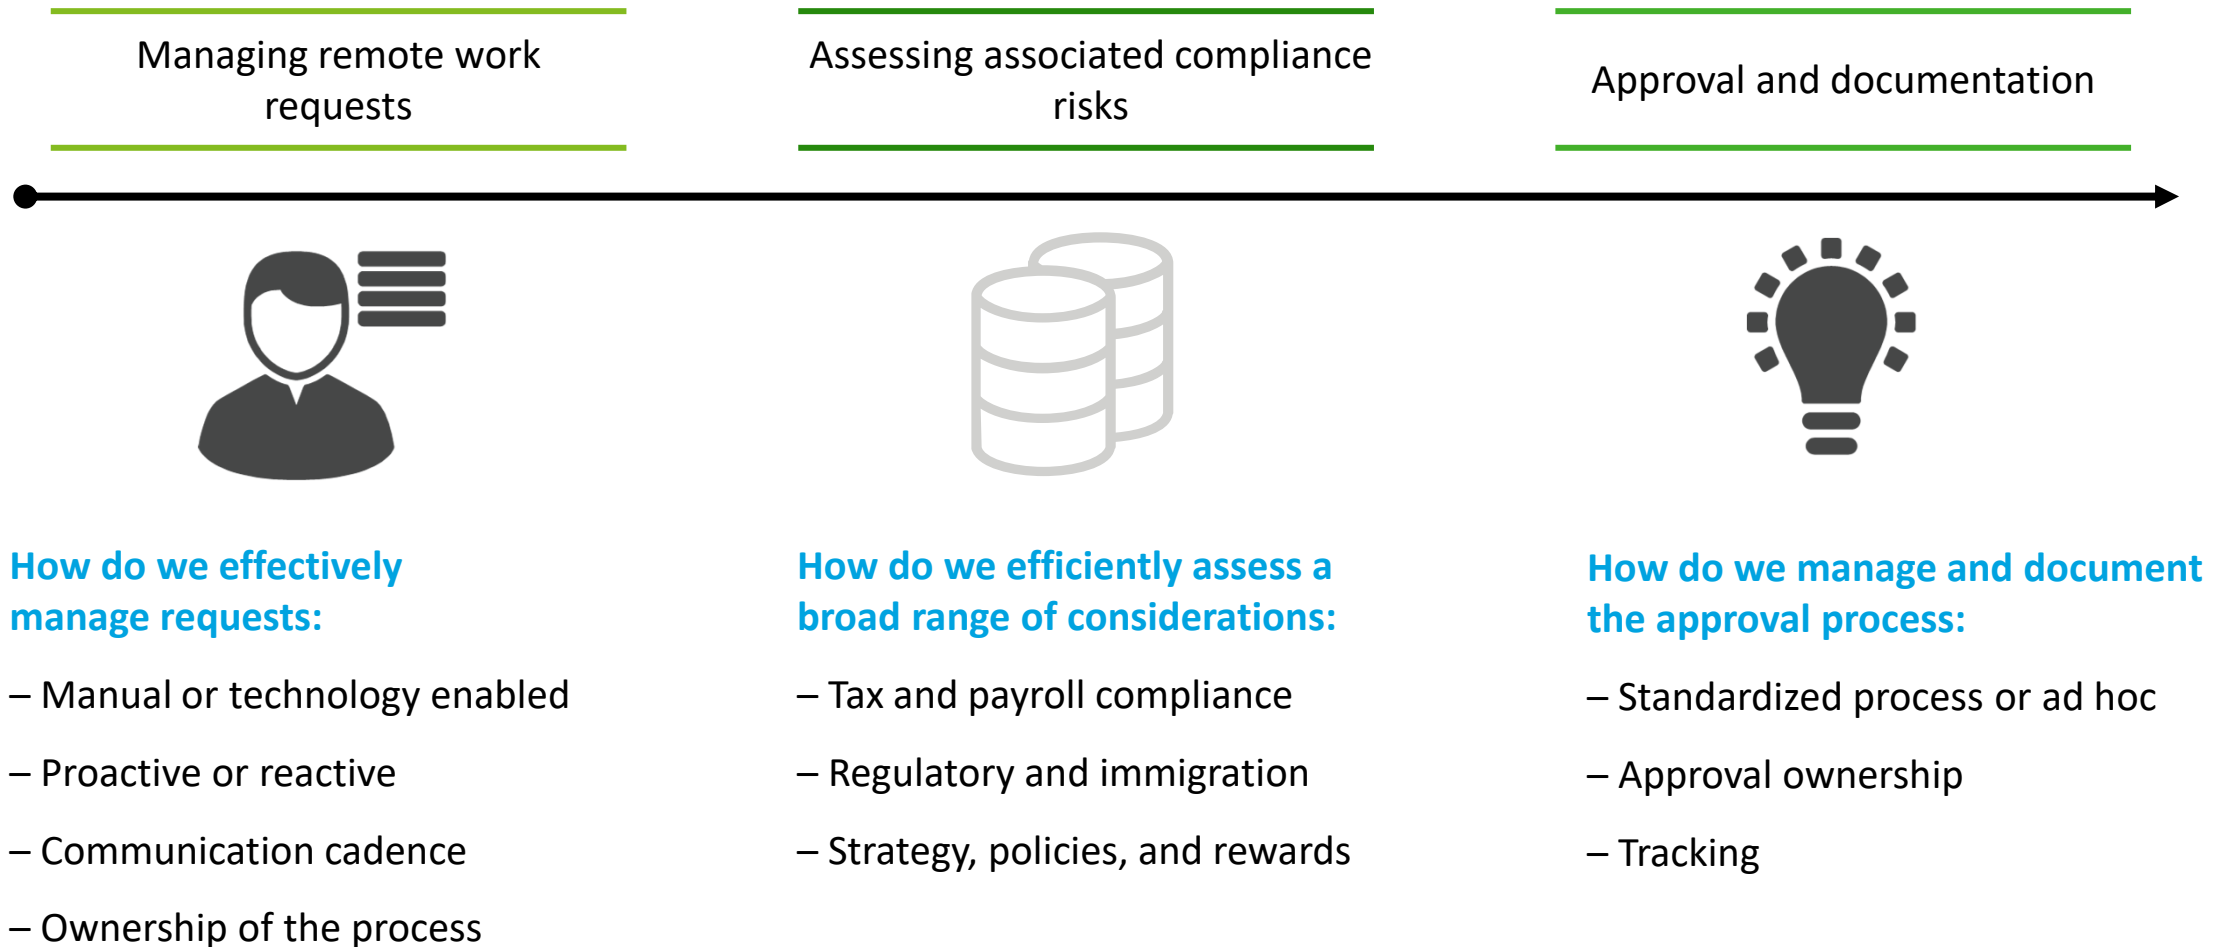 Managing remote work
requests
Assessing associated compliance
risks
Approval and documentation
How do we effectively
manage requests:
– Manual or technology enabled
– Proactive or reactive
– Communication cadence
– Ownership of the process
How do we efficiently assess a
broad range of considerations:
– Tax and payroll compliance
– Regulatory and immigration
– Strategy, policies, and rewards
How do we manage and document
the approval process:
– Standardized process or ad hoc
– Approval ownership
– Tracking